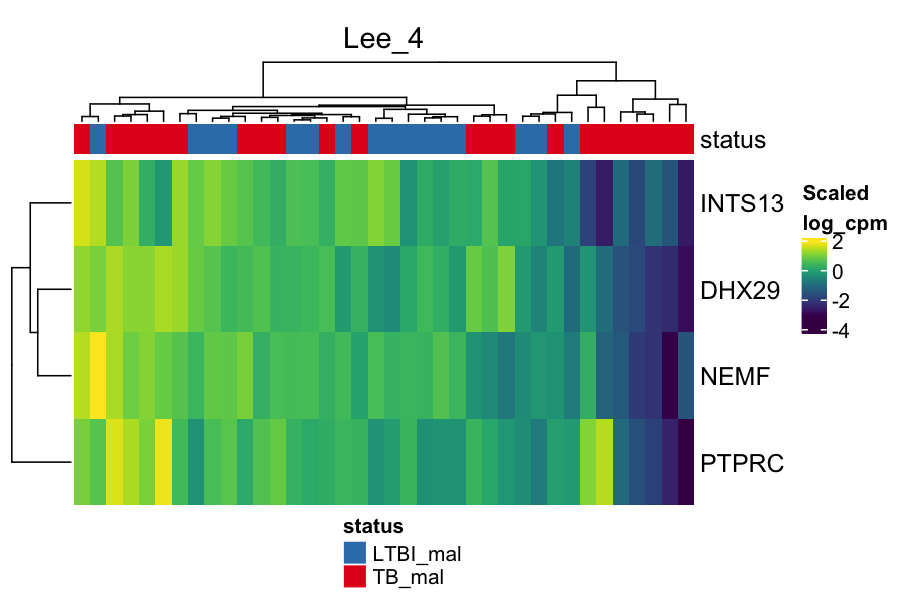 Lee_4
status
INTS13
DHX29
NEMF
PTPRC
Scaled
log_cpm
2
0
-2
-4
status
LTBI_mal
TB_mal